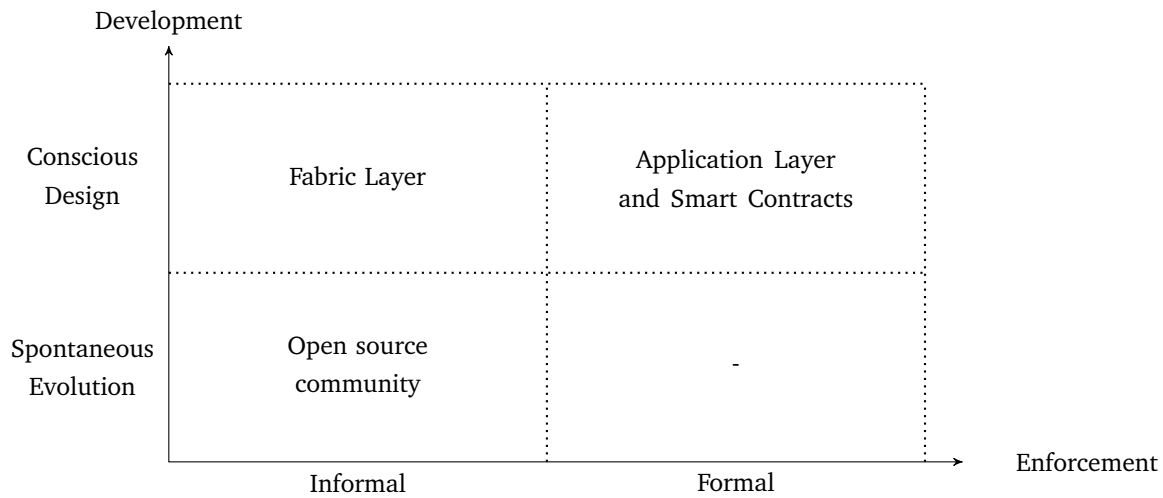 Development
Conscious
Design
Fabric Layer
Application Layer
and Smart Contracts
Spontaneous
Evolution
Open source
community
-
Informal
Formal
Enforcement